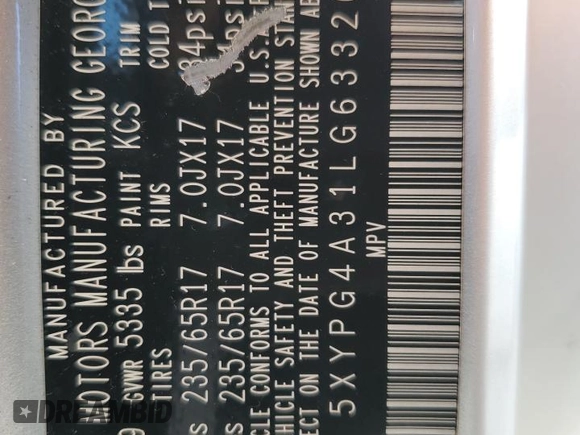 MANUFACTURED BY
MOTORS MANUFACTURING GEORG
9 GVWR 5335 lbs PAINT KCS TRIM
TIRES RIMS COLD T
s 235/65R17 7.0JX17 34psi
s 235/65R17 7.0JX17
CLE CONFORMS TO ALL APPLICABLE U.S.
HICLE SAFETY AND THEFT PREVENTION STAN
ECT ON THE DATE OF MANUFACTURE SHOWN AB
5XYPG4A31LG6332
MPV
DREAMBID